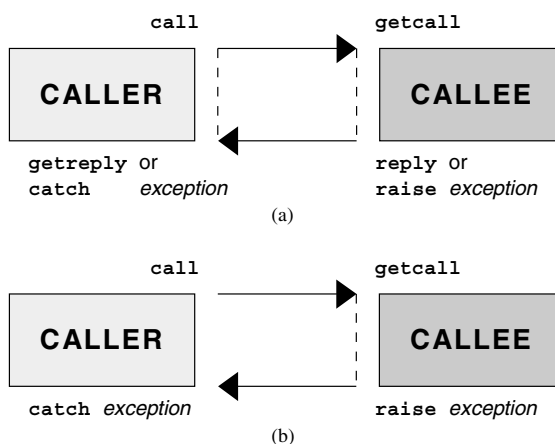 call getcall
CALLER CALLEE
getreply or reply or
catch exception raise exception
(a)
call getcall
CALLER CALLEE
catch exception raise exception
(b)